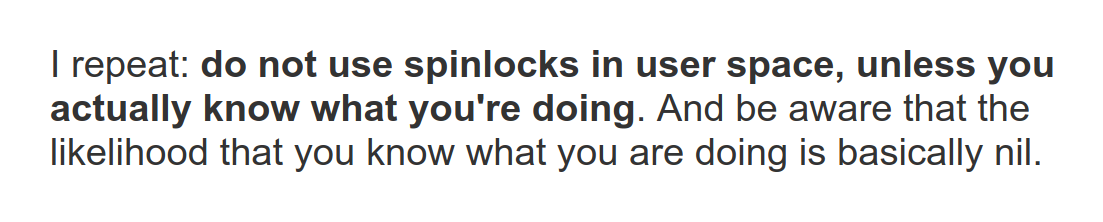 I repeat: do not use spinlocks in user space, unless you
actually know what you're doing. And be aware that the
likelihood that you know what you are doing is basically nil.